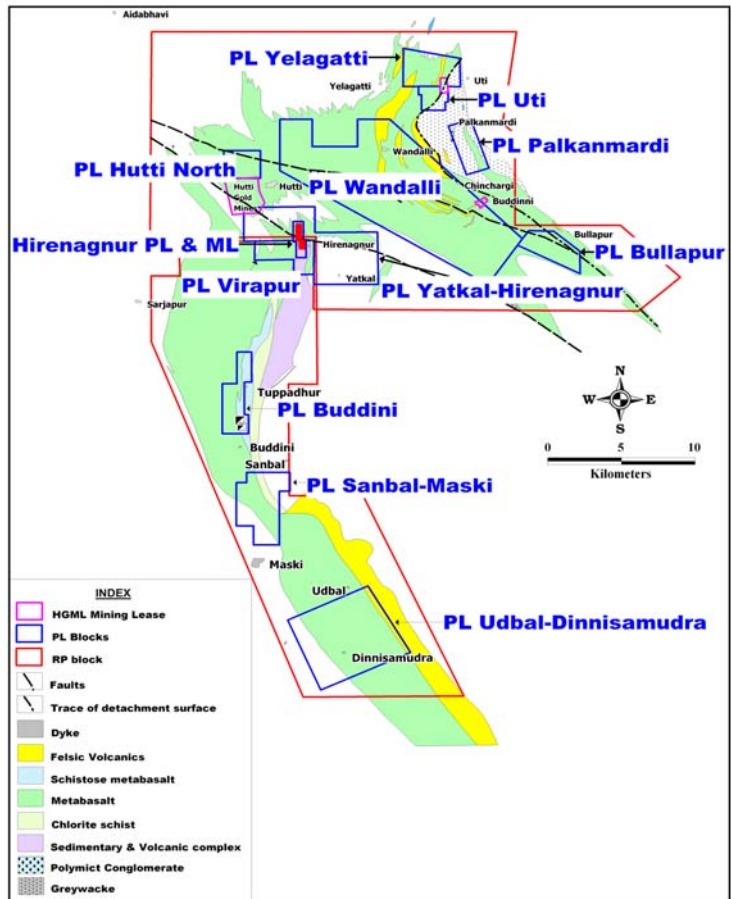 Aidabhavi
PL Yelagatti
Yelagatti
Uti
PL Uti
Palkanmardi
PL Palkanmardi
Wandalli
PL Hutti North
Hutti
Gold
Mines
Hutti
PL Wandalli
Chinchargi
Buddinni
Bullapur
Hirenagnur PL & ML
Hirenagnur
PL Bullapur
PL Virapur
Yatkal
PL Yatkal-Hirenagnur
Sarjapur
N
W E
S
Tuppadhur
PL Buddini
Buddini
Sanbal
0 5 10
Kilometers
PL Sanbal-Maski
Maski
Udbal
PL Udbal-Dinnisamudra
Dinnisamudra
INDEX
HGML Mining Lease
PL Blocks
RP block
Faults
Trace of detachment surface
Dyke
Felsic Volcanics
Schistose metabasalt
Metabasalt
Chlorite schist
Sedimentary & Volcanic complex
Polymict Conglomerate
Greywacke